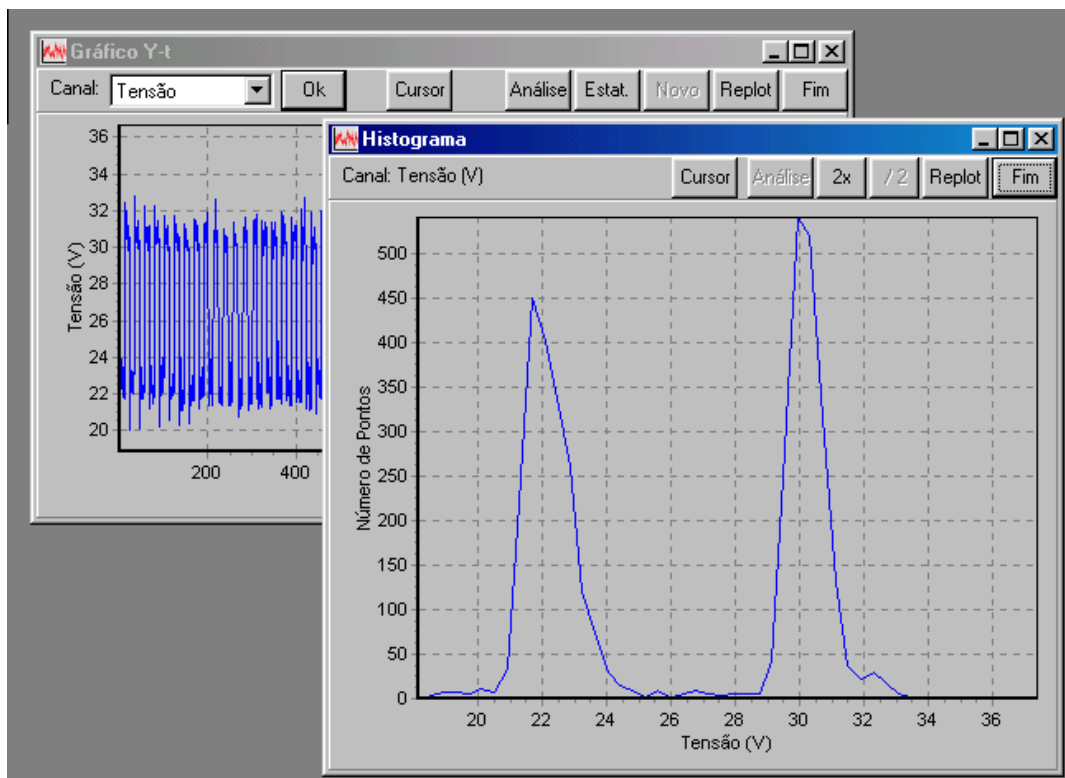 Gráfico Y-t
Canal: Tensão Ok Cursor Análise Estat. Novo Replot Fim
36
34
32
30
28
26
24
22
20
Tensão (V)
200 400
Histograma
Canal: Tensão (V) Cursor Análise 2x / 2 Replot Fim
500
450
400
350
300
250
200
150
100
50
0
Número de Pontos
20 22 24 26 28 30 32 34 36
Tensão (V)